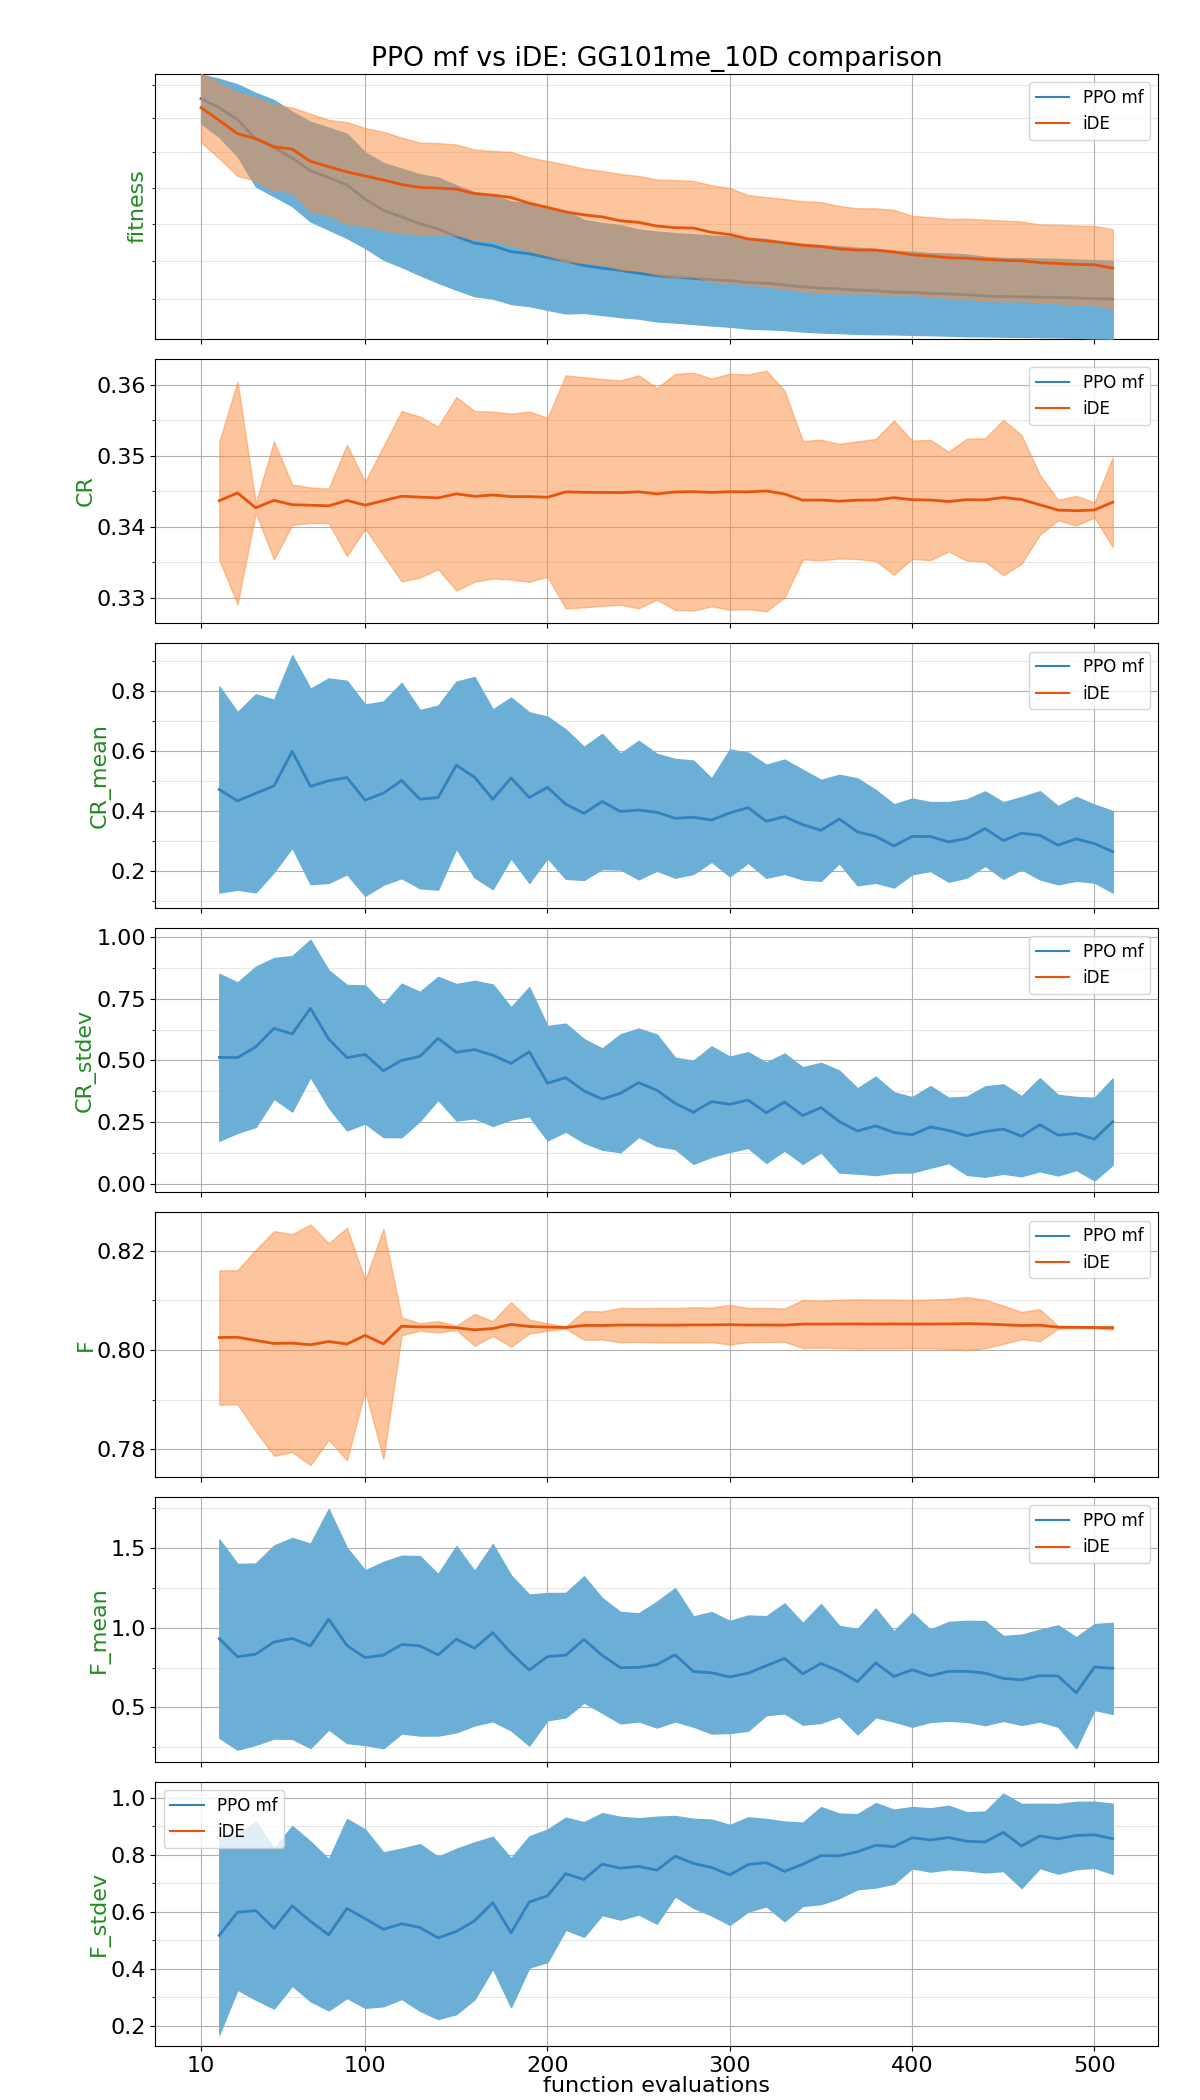 PPO mf vs iDE: GG101me_10D comparison
fitness
PPO mf
iDE
0.36
0.35
0.34
0.33
CR
PPO mf
iDE
0.8
0.6
0.4
0.2
CR_mean
PPO mf
iDE
1.00
0.75
0.50
0.25
0.00
CR_stdev
PPO mf
iDE
0.82
0.80
0.78
F
PPO mf
iDE
1.5
1.0
0.5
F_mean
PPO mf
iDE
1.0
0.8
0.6
0.4
0.2
F_stdev
PPO mf
iDE
10 100 200 300 400 500
function evaluations